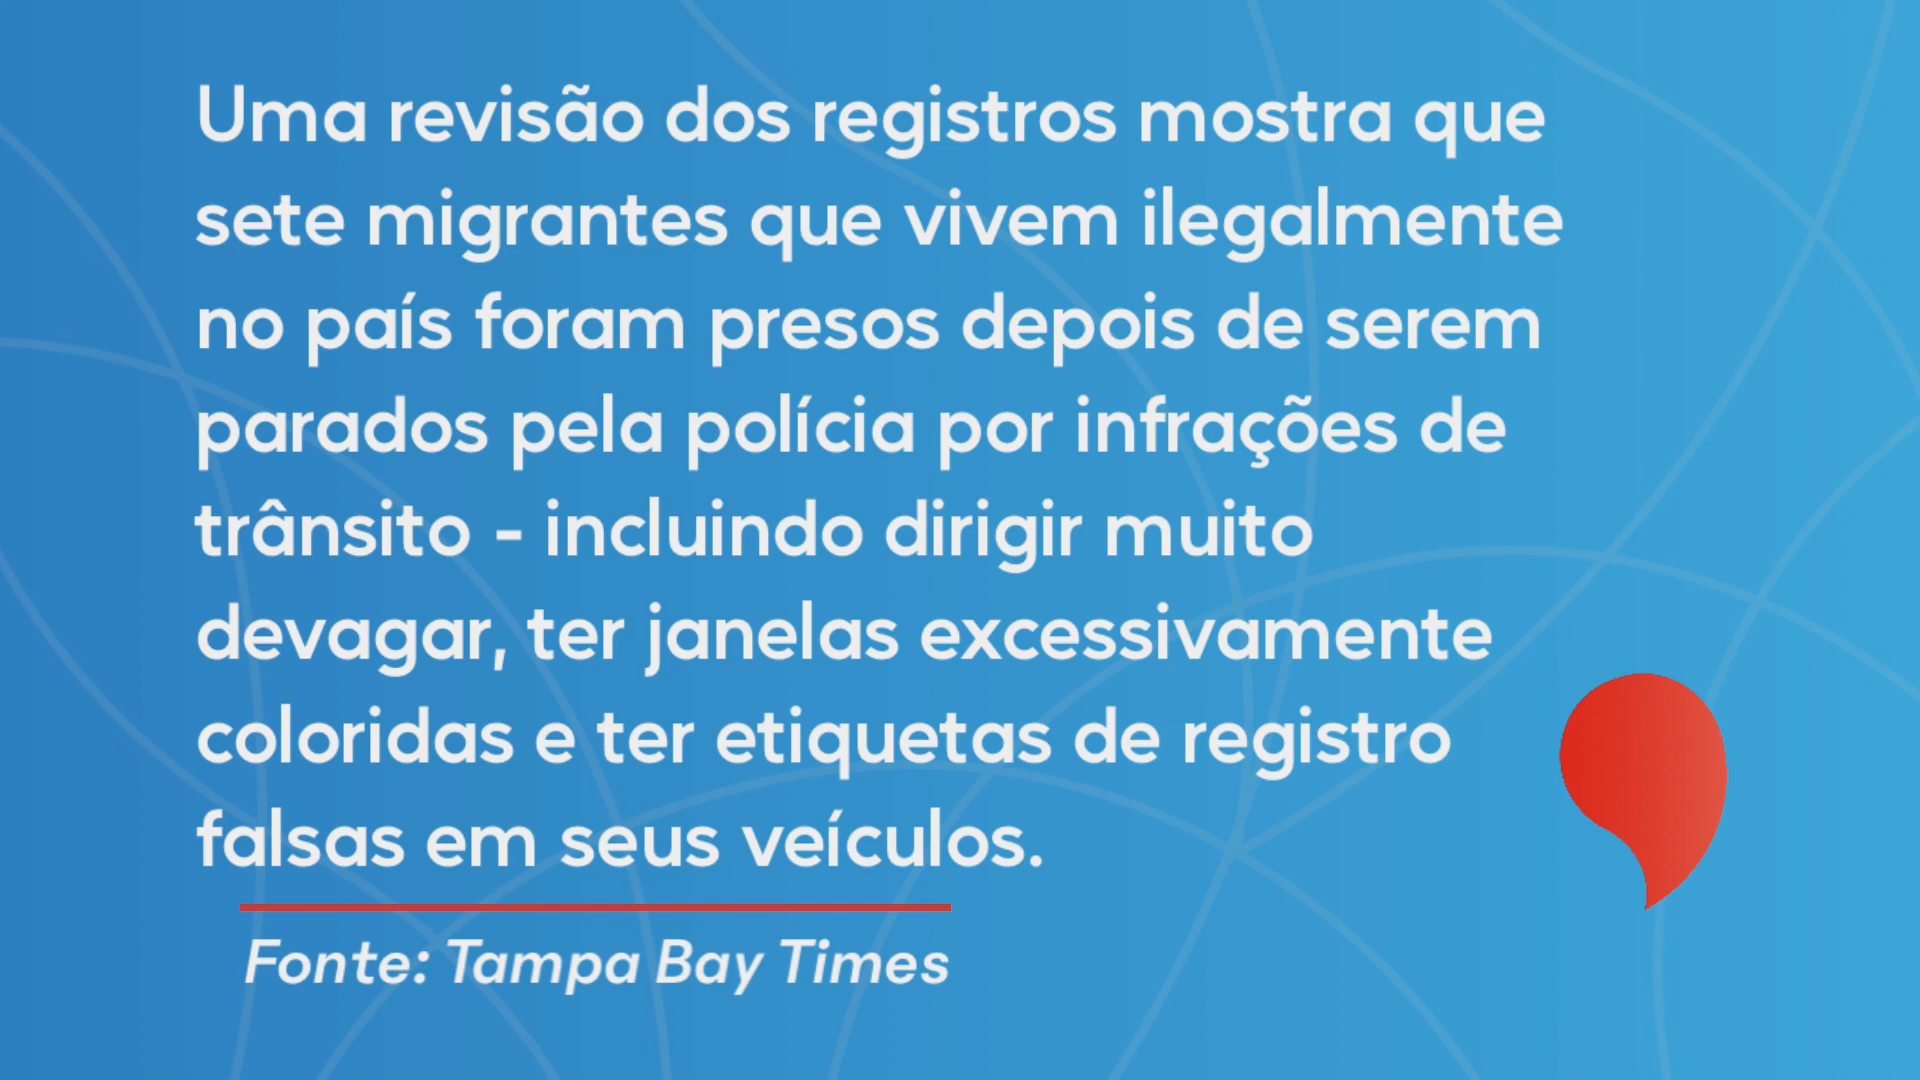 Uma revisão dos registros mostra que
sete migrantes que vivem ilegalmente
no país foram presos depois de serem
parados pela polícia por infrações de
trânsito - incluindo dirigir muito
devagar, ter janelas excessivamente
coloridas e ter etiquetas de registro
falsas em seus veículos.
Fonte: Tampa Bay Times